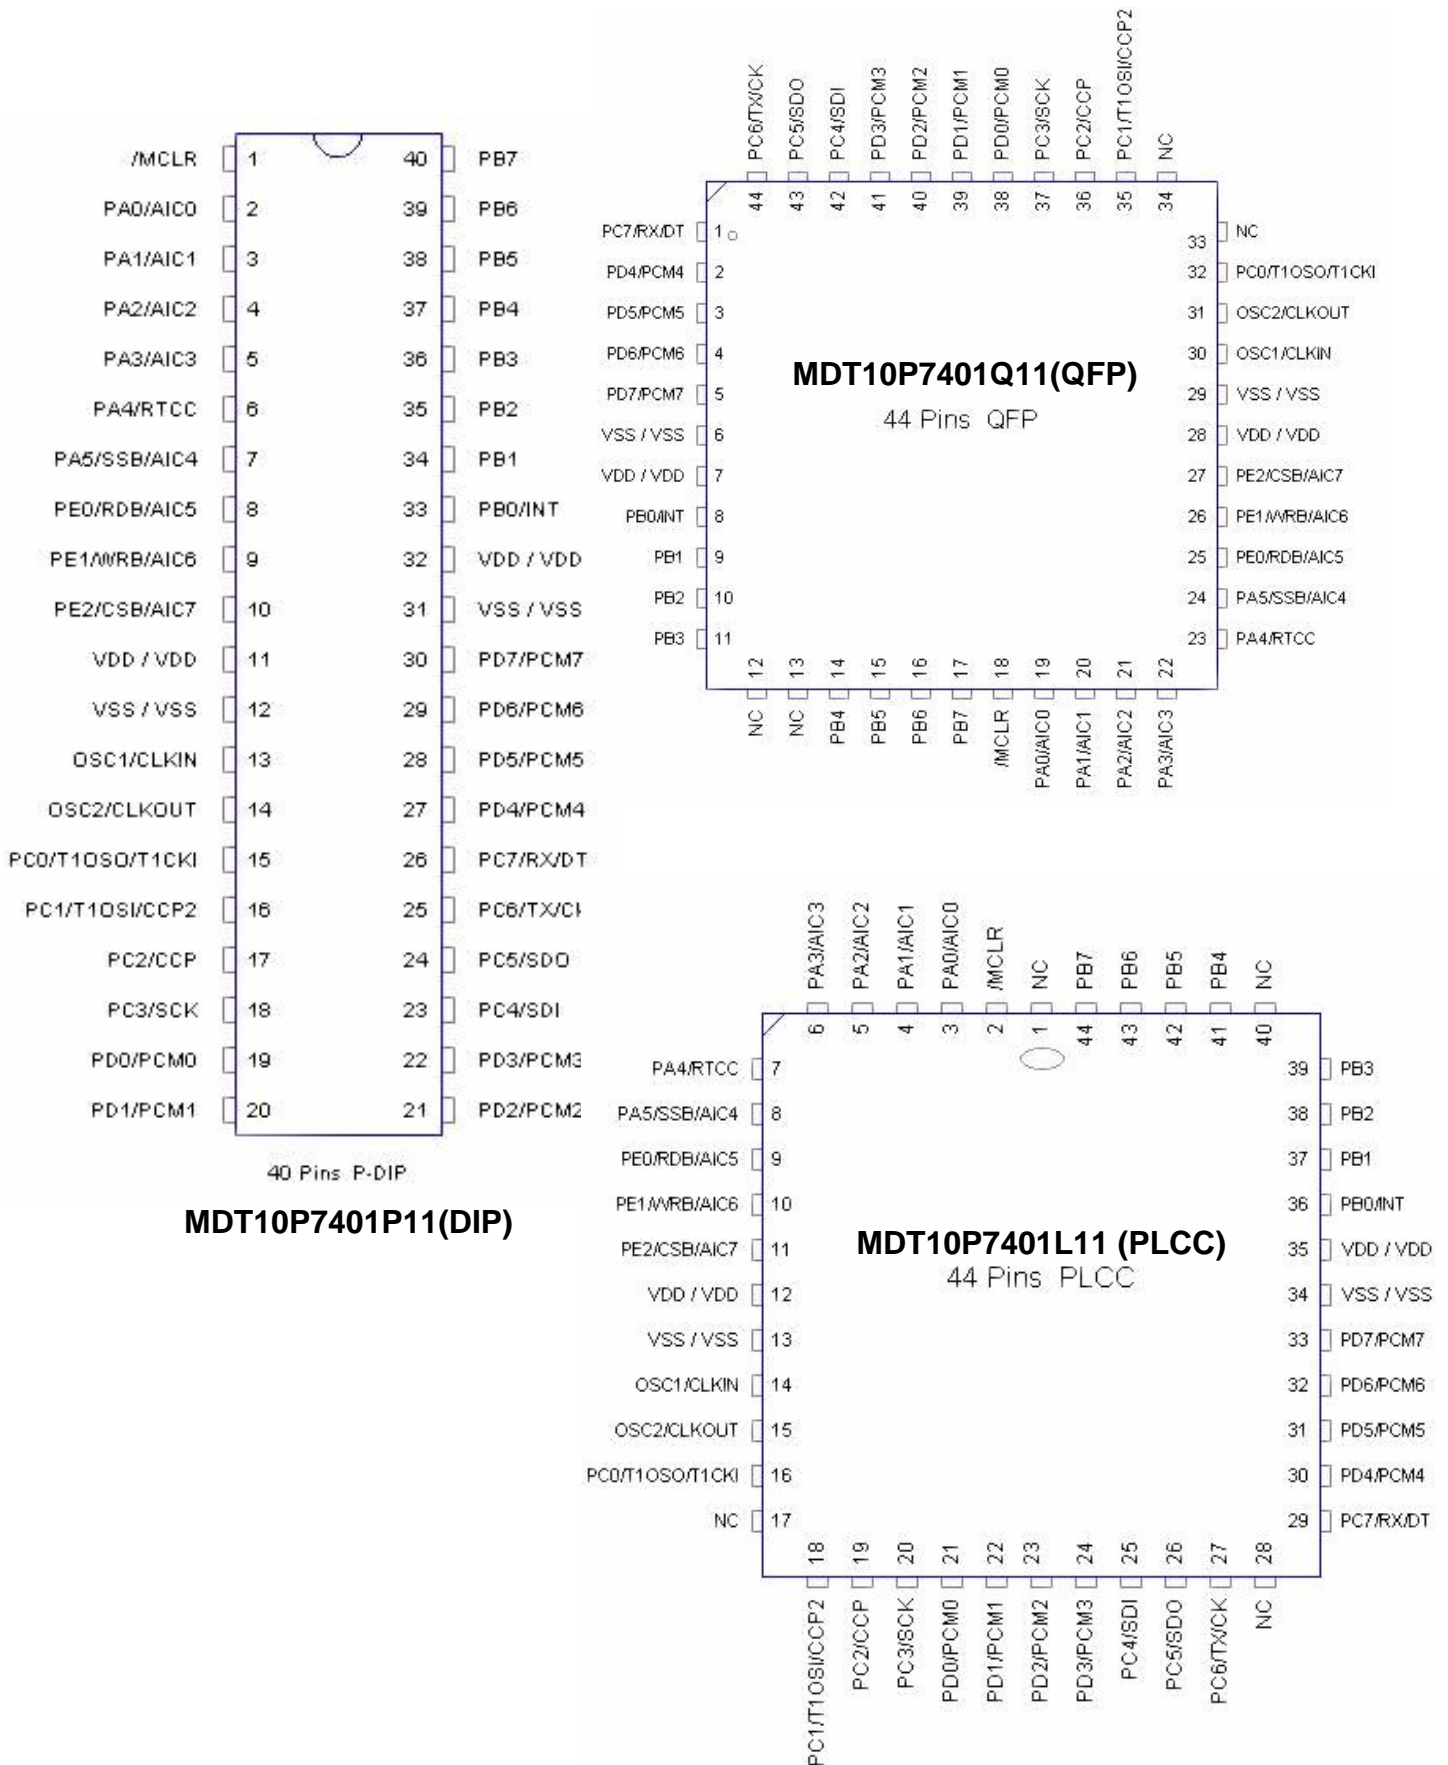 /MCLR 1 40 PB7
PA0/AIC0 2 39 PB6
PA1/AIC1 3 38 PB5
PA2/AIC2 4 37 PB4
PA3/AIC3 5 36 PB3
PA4/RTCC 6 35 PB2
PA5/SSB/AIC4 7 34 PB1
PE0/RDB/AIC5 8 33 PB0/INT
PE1/WRB/AIC6 9 32 VDD / VDD
PE2/CSB/AIC7 10 31 VSS / VSS
VDD / VDD 11 30 PD7/PCM7
VSS / VSS 12 29 PD6/PCM6
OSC1/CLKIN 13 28 PD5/PCM5
OSC2/CLKOUT 14 27 PD4/PCM4
PC0/T1OSO/T1CKI 15 26 PC7/RX/DT
PC1/T1OSI/CCP2 16 25 PC6/TX/C
PC2/CCP 17 24 PC5/SDO
PC3/SCK 18 23 PC4/SDI
PD0/PCM0 19 22 PD3/PCM3
PD1/PCM1 20 21 PD2/PCM2
40 Pins P-DIP
MDT10P7401P11(DIP)
PC6/TX/CK PC5/SDO PC4/SDI PD3/PCM3 PD2/PCM2 PD1/PCM1 PD0/PCM0 PC3/SCK PC2/CCP PC1/T1OSI/CCP2 NC
44 43 42 41 40 39 38 37 36 35 34
PC7/RX/DT 1 33 NC
PD4/PCM4 2 32 PC0/T1OSO/T1CKI
PD5/PCM5 3 31 OSC2/CLKOUT
PD6/PCM6 4 30 OSC1/CLKIN
MDT10P7401Q11(QFP)
PD7/PCM7 5 29 VSS / VSS
44 Pins QFP
VSS / VSS 6 28 VDD / VDD
VDD / VDD 7 27 PE2/CSB/AIC7
PB0/INT 8 26 PE1/WRB/AIC6
PB1 9 25 PE0/RDB/AIC5
PB2 10 24 PA5/SSB/AIC4
PB3 11 23 PA4/RTCC
12 13 14 15 16 17 18 19 20 21 22
NC NC PB4 PB5 PB6 PB7 /MCLR PA0/AIC0 PA1/AIC1 PA2/AIC2 PA3/AIC3
PA3/AIC3 PA2/AIC2 PA1/AIC1 PA0/AIC0 /MCLR NC PB7 PB6 PB5 PB4 NC
6 5 4 3 2 1 44 43 42 41 40
PA4/RTCC 7 39 PB3
PA5/SSB/AIC4 8 38 PB2
PE0/RDB/AIC5 9 37 PB1
PE1/WRB/AIC6 10 36 PB0/INT
MDT10P7401L11 (PLCC)
PE2/CSB/AIC7 11 35 VDD / VDD
44 Pins PLCC
VDD / VDD 12 34 VSS / VSS
VSS / VSS 13 33 PD7/PCM7
OSC1/CLKIN 14 32 PD6/PCM6
OSC2/CLKOUT 15 31 PD5/PCM5
PC0/T1OSO/T1CKI 16 30 PD4/PCM4
NC 17 29 PC7/RX/DT
18 19 20 21 22 23 24 25 26 27 28
PC1/T1OSI/CCP2 PC2/CCP PC3/SCK PD0/PCM0 PD1/PCM1 PD2/PCM2 PD3/PCM3 PC4/SDI PC5/SDO PC6/TX/CK NC